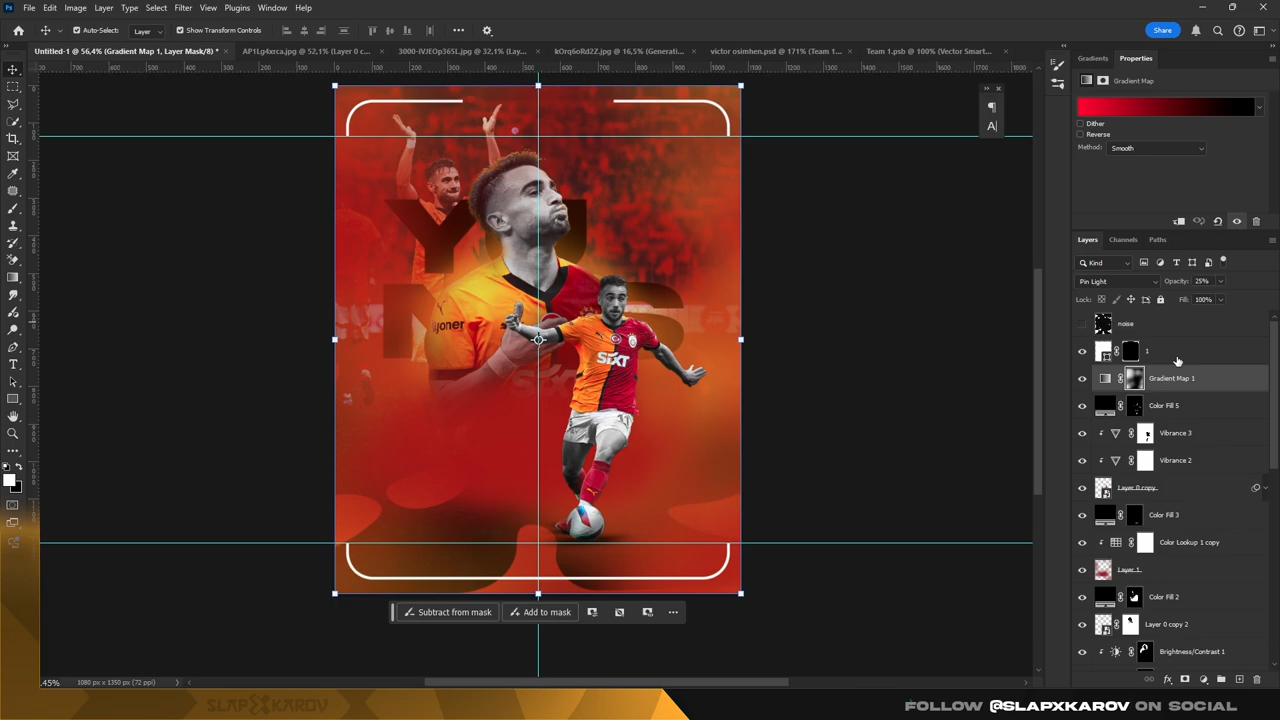 File Edit Image Layer Type Select Filter View Plugins Window Help
Auto-Select: Layer Show Transform Controls Share
Untitled-1 @ 56,4% (Gradient Map 1, Layer Mask/8) * AP1Lg4xrca.jpg @ 52,1% (Layer 0 c... 3000-IVJEOp365L.jpg @ 32,1% (Lay... kOrq6oRd2Z.jpg @ 16,5% (Generati... victor osimhen.psd @ 171% (Team 1... Team 1.psb @ 100% (Vector Smart...
Gradients Properties
Gradient Map
Dither
Reverse
Method: Smooth
Layers Channels Paths
Kind
Pin Light Opacity: 25%
Lock: Fill: 100%
noise
1
Gradient Map 1
Color Fill 5
Vibrance 3
Vibrance 2
Layer 0 copy
Color Fill 3
Color Lookup 1 copy
Layer 1
Color Fill 2
Layer 0 copy 2
Brightness/Contrast 1
SIXT
Subtract from mask Add to mask
.45% 1080 px x 1350 px (72 ppi)
SLAPXKAROV
FOLLOW @SLAPXKAROV ON SOCIAL